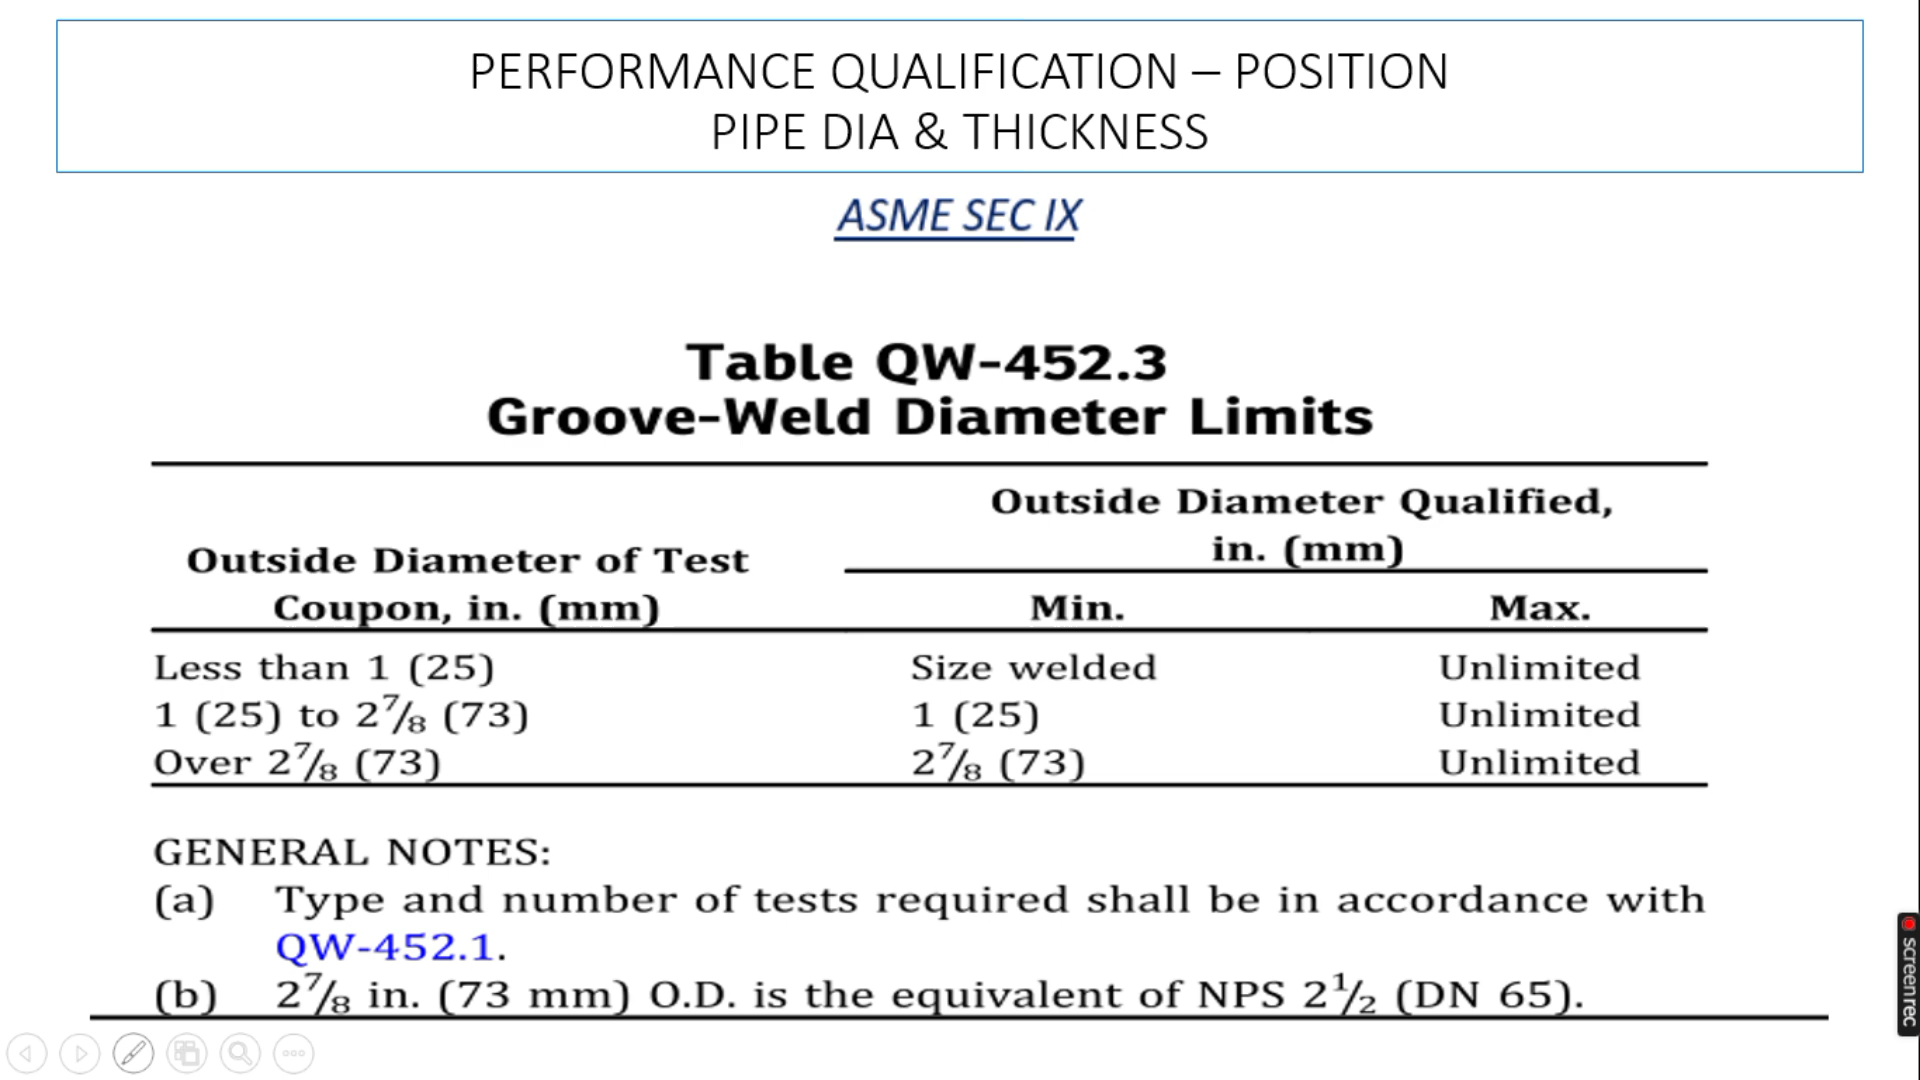 PERFORMANCE QUALIFICATION – POSITION
PIPE DIA & THICKNESS
ASME SEC IX
Table QW-452.3
Groove-Weld Diameter Limits
Outside Diameter Qualified,
in. (mm)
Outside Diameter of Test
Coupon, in. (mm) Min. Max.
Less than 1 (25) Size welded Unlimited
1 (25) to 2⅞ (73) 1 (25) Unlimited
Over 2⅞ (73) 2⅞ (73) Unlimited
GENERAL NOTES:
(a) Type and number of tests required shall be in accordance with
QW-452.1.
(b) 2⅞ in. (73 mm) O.D. is the equivalent of NPS 2½ (DN 65).
screenrec